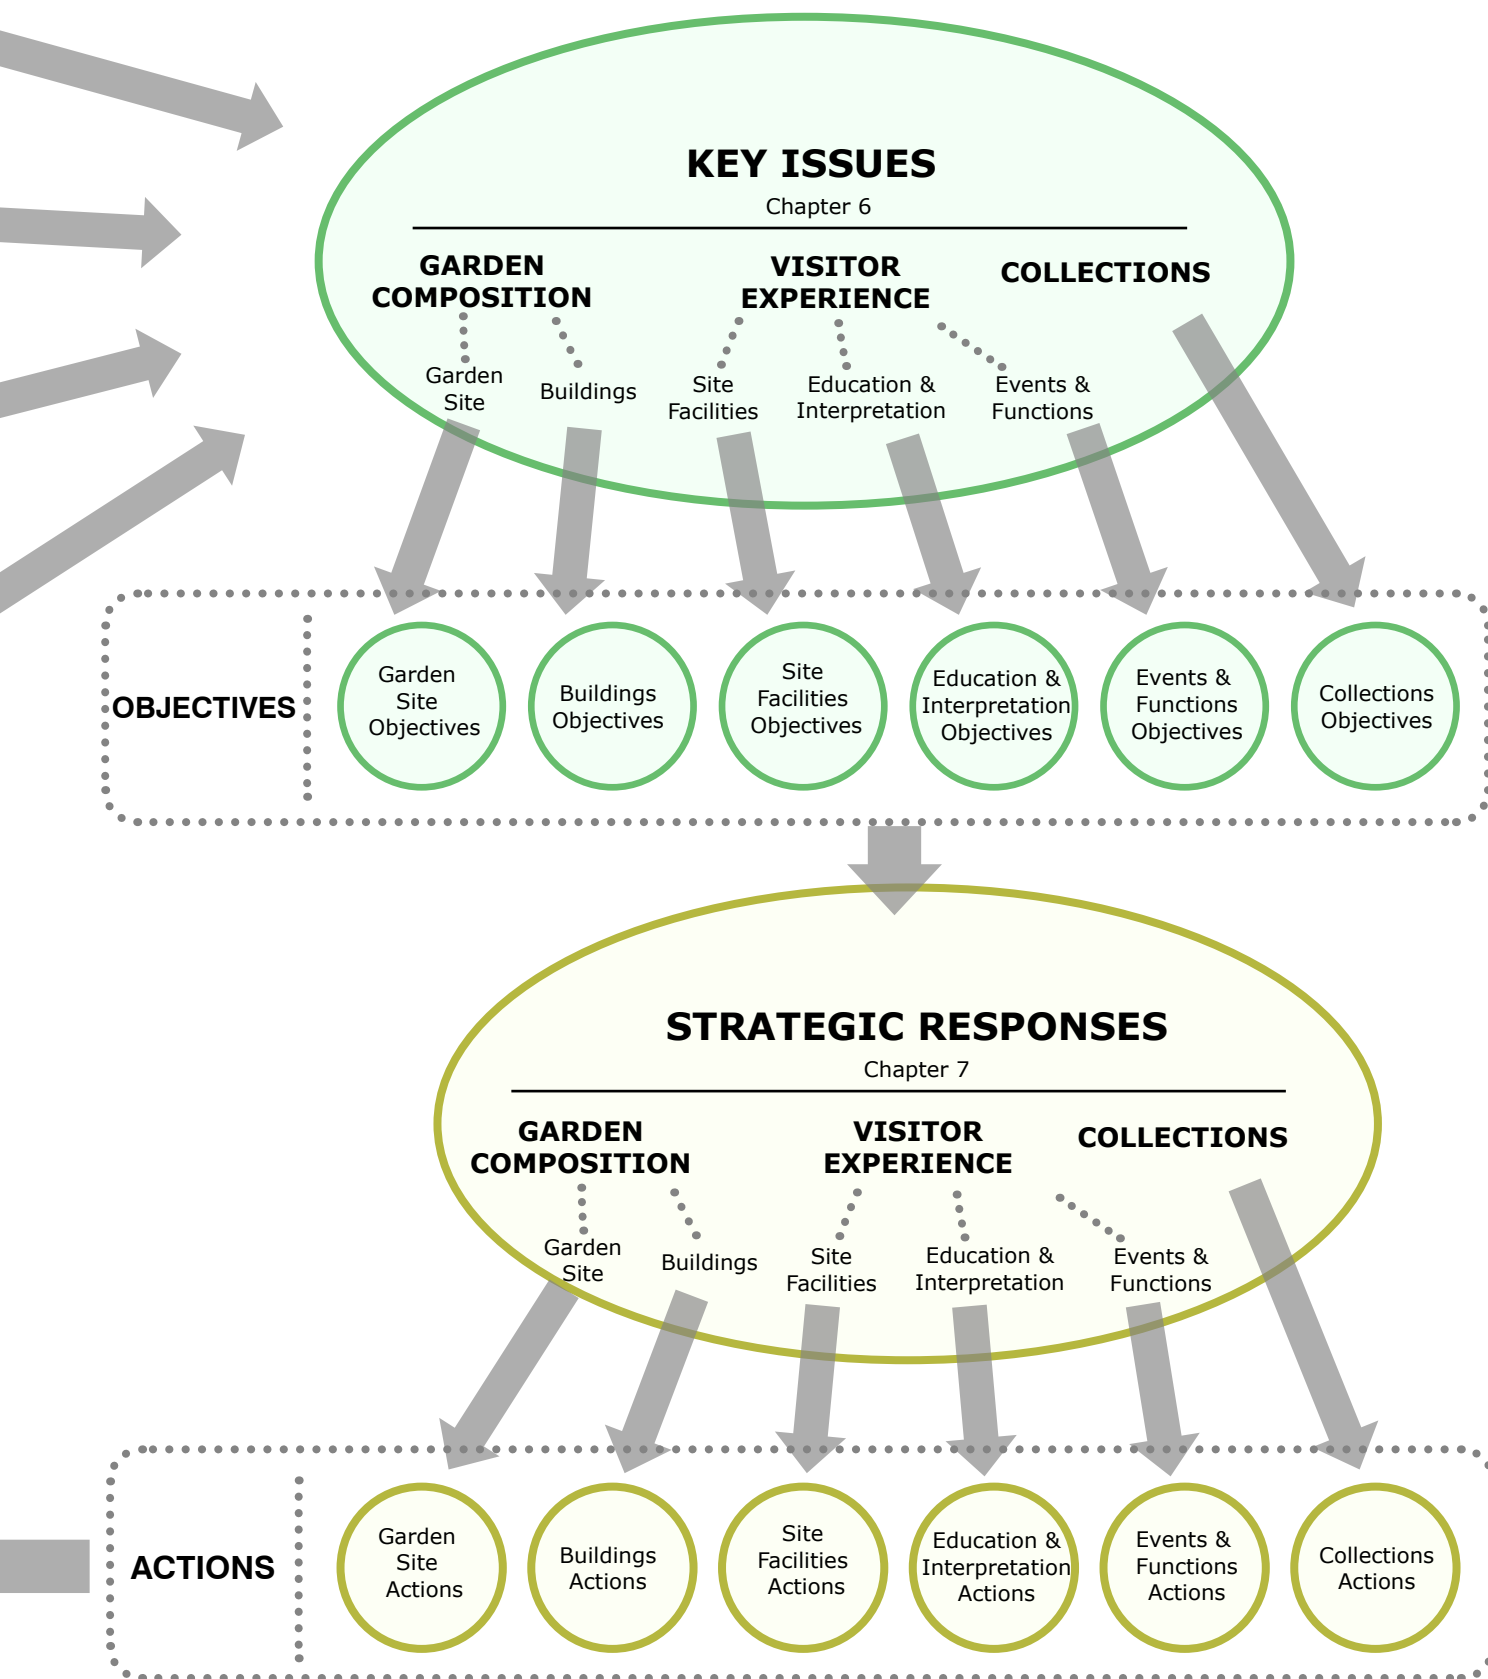 KEY ISSUES
Chapter 6
GARDEN
COMPOSITION
VISITOR
EXPERIENCE
COLLECTIONS
Garden
Site
Buildings
Site
Facilities
Education &
Interpretation
Events &
Functions
OBJECTIVES
Garden
Site
Objectives
Buildings
Objectives
Site
Facilities
Objectives
Education &
Interpretation
Objectives
Events &
Functions
Objectives
Collections
Objectives
STRATEGIC RESPONSES
Chapter 7
GARDEN
COMPOSITION
VISITOR
EXPERIENCE
COLLECTIONS
Garden
Site
Buildings
Site
Facilities
Education &
Interpretation
Events &
Functions
ACTIONS
Garden
Site
Actions
Buildings
Actions
Site
Facilities
Actions
Education &
Interpretation
Actions
Events &
Functions
Actions
Collections
Actions